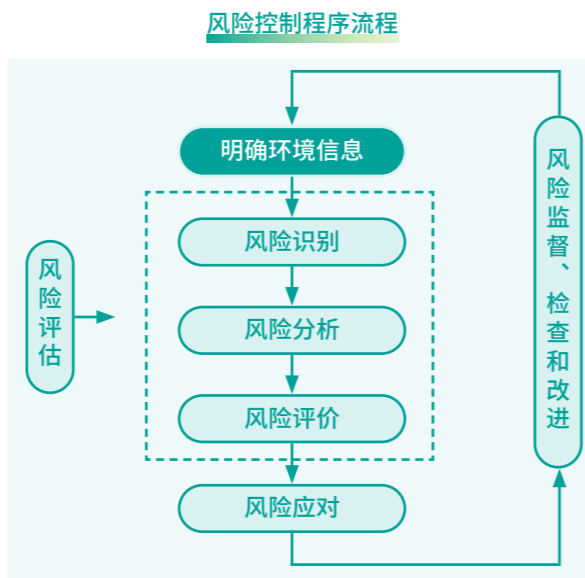 风险控制程序流程
明确环境信息
风险识别
风险评估
风险分析
风险评价
风险应对
风险监督、检查和改进